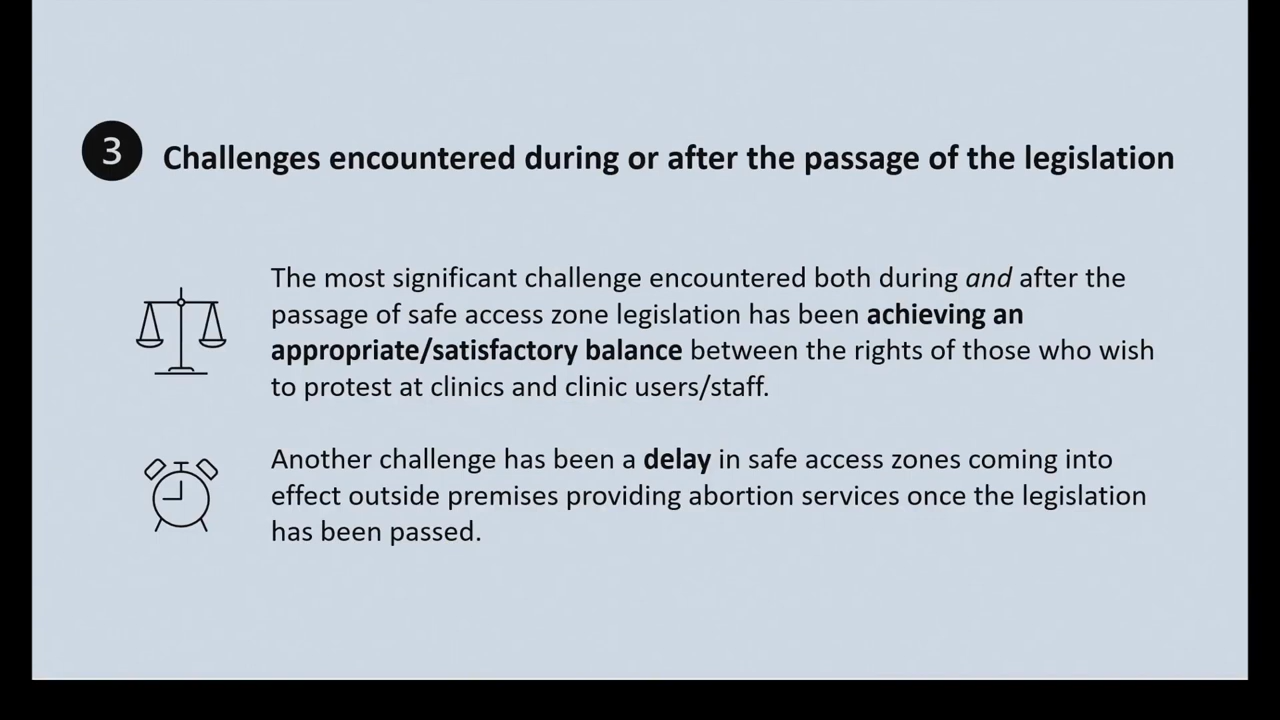 3 Challenges encountered during or after the passage of the legislation
The most significant challenge encountered both during and after the
passage of safe access zone legislation has been achieving an
appropriate/satisfactory balance between the rights of those who wish
to protest at clinics and clinic users/staff.
Another challenge has been a delay in safe access zones coming into
effect outside premises providing abortion services once the legislation
has been passed.